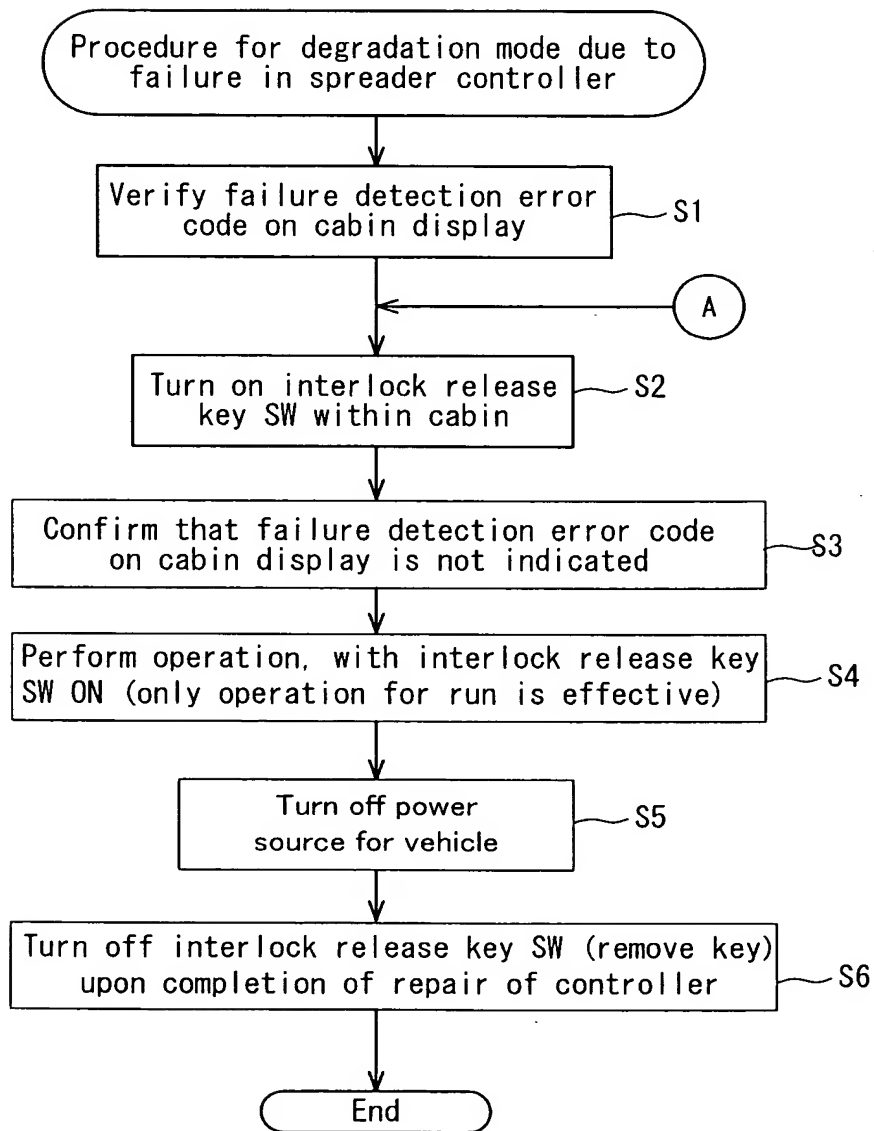 Procedure for degradation mode due to
failure in spreader controller
Verify failure detection error
code on cabin display
S1
A
Turn on interlock release
key SW within cabin
S2
Confirm that failure detection error code
on cabin display is not indicated
S3
Perform operation, with interlock release key
SW ON (only operation for run is effective)
S4
Turn off power
source for vehicle
S5
Turn off interlock release key SW (remove key)
upon completion of repair of controller
S6
End